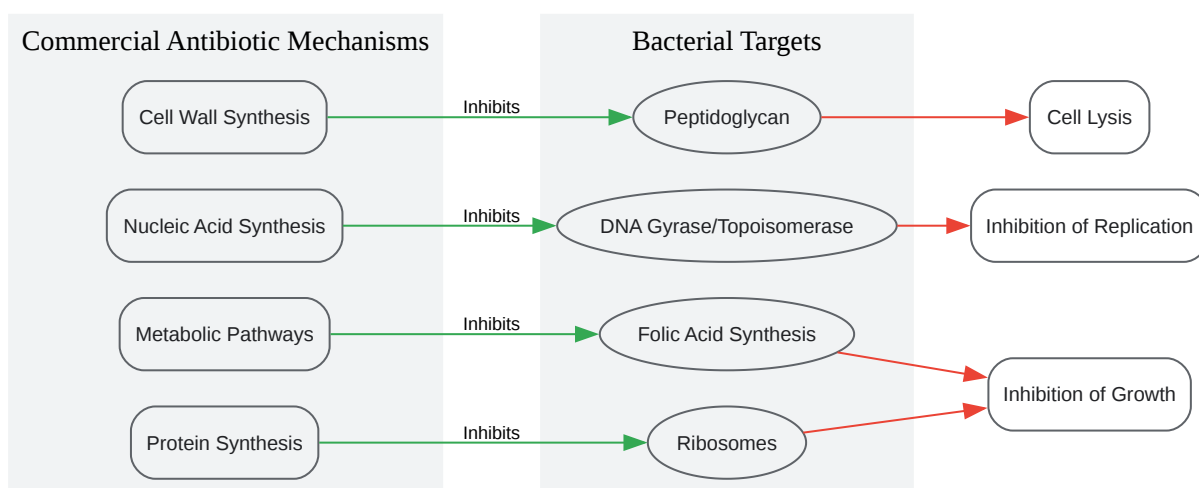 Commercial Antibiotic Mechanisms
Bacterial Targets
Cell Wall Synthesis
Inhibits
Peptidoglycan
Cell Lysis
Nucleic Acid Synthesis
Inhibits
DNA Gyrase/Topoisomerase
Inhibition of Replication
Metabolic Pathways
Inhibits
Folic Acid Synthesis
Inhibition of Growth
Protein Synthesis
Inhibits
Ribosomes